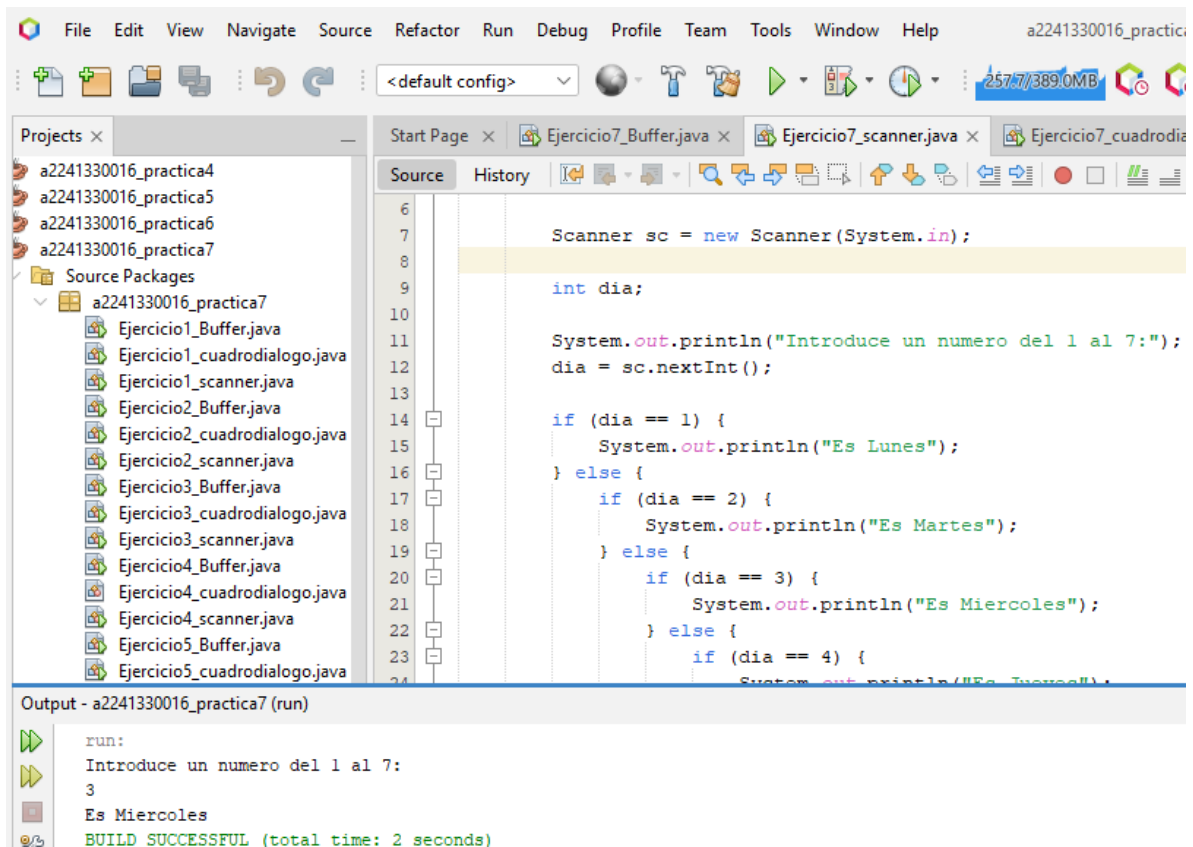 File Edit View Navigate Source Refactor Run Debug Profile Team Tools Window Help a2241330016_practica
<default config> 257.7/389.0MB
Projects
Start Page Ejercicio7_Buffer.java Ejercicio7_scanner.java Ejercicio7_cuadrodia
a2241330016_practica4
a2241330016_practica5
a2241330016_practica6
a2241330016_practica7
Source Packages
a2241330016_practica7
Ejercicio1_Buffer.java
Ejercicio1_cuadrodialogo.java
Ejercicio1_scanner.java
Ejercicio2_Buffer.java
Ejercicio2_cuadrodialogo.java
Ejercicio2_scanner.java
Ejercicio3_Buffer.java
Ejercicio3_cuadrodialogo.java
Ejercicio3_scanner.java
Ejercicio4_Buffer.java
Ejercicio4_cuadrodialogo.java
Ejercicio4_scanner.java
Ejercicio5_Buffer.java
Ejercicio5_cuadrodialogo.java
Source History
6
7 Scanner sc = new Scanner(System.in);
8
9 int dia;
10
11 System.out.println("Introduce un numero del 1 al 7:");
12 dia = sc.nextInt();
13
14 if (dia == 1) {
15 System.out.println("Es Lunes");
16 } else {
17 if (dia == 2) {
18 System.out.println("Es Martes");
19 } else {
20 if (dia == 3) {
21 System.out.println("Es Miercoles");
22 } else {
23 if (dia == 4) {
24 System.out.println("Es Jueves");
Output - a2241330016_practica7 (run)
run:
Introduce un numero del 1 al 7:
3
Es Miercoles
BUILD SUCCESSFUL (total time: 2 seconds)